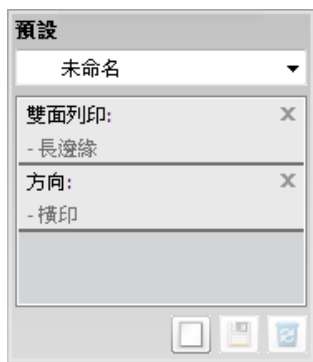 預設
未命名
雙面列印:
- 長邊緣
方向:
- 橫印